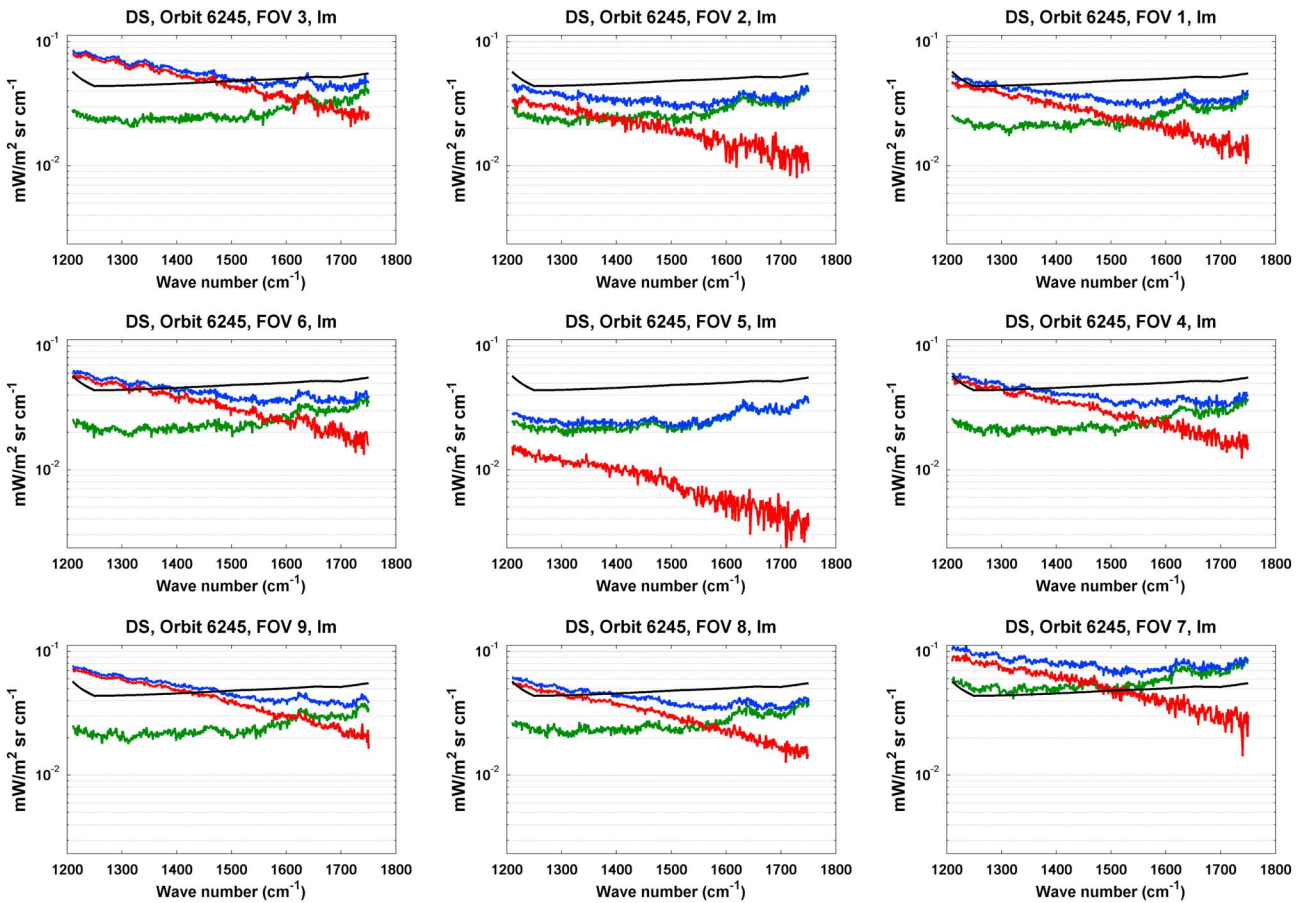 DS, Orbit 6245, FOV 3, Im
10⁻¹
10⁻²
mW/m² sr cm⁻¹
1200 1300 1400 1500 1600 1700 1800
Wave number (cm⁻¹)
DS, Orbit 6245, FOV 2, Im
10⁻¹
10⁻²
mW/m² sr cm⁻¹
1200 1300 1400 1500 1600 1700 1800
Wave number (cm⁻¹)
DS, Orbit 6245, FOV 1, Im
10⁻¹
10⁻²
mW/m² sr cm⁻¹
1200 1300 1400 1500 1600 1700 1800
Wave number (cm⁻¹)
DS, Orbit 6245, FOV 6, Im
10⁻¹
10⁻²
mW/m² sr cm⁻¹
1200 1300 1400 1500 1600 1700 1800
Wave number (cm⁻¹)
DS, Orbit 6245, FOV 5, Im
10⁻¹
10⁻²
mW/m² sr cm⁻¹
1200 1300 1400 1500 1600 1700 1800
Wave number (cm⁻¹)
DS, Orbit 6245, FOV 4, Im
10⁻¹
10⁻²
mW/m² sr cm⁻¹
1200 1300 1400 1500 1600 1700 1800
Wave number (cm⁻¹)
DS, Orbit 6245, FOV 9, Im
10⁻¹
10⁻²
mW/m² sr cm⁻¹
1200 1300 1400 1500 1600 1700 1800
Wave number (cm⁻¹)
DS, Orbit 6245, FOV 8, Im
10⁻¹
10⁻²
mW/m² sr cm⁻¹
1200 1300 1400 1500 1600 1700 1800
Wave number (cm⁻¹)
DS, Orbit 6245, FOV 7, Im
10⁻¹
10⁻²
mW/m² sr cm⁻¹
1200 1300 1400 1500 1600 1700 1800
Wave number (cm⁻¹)